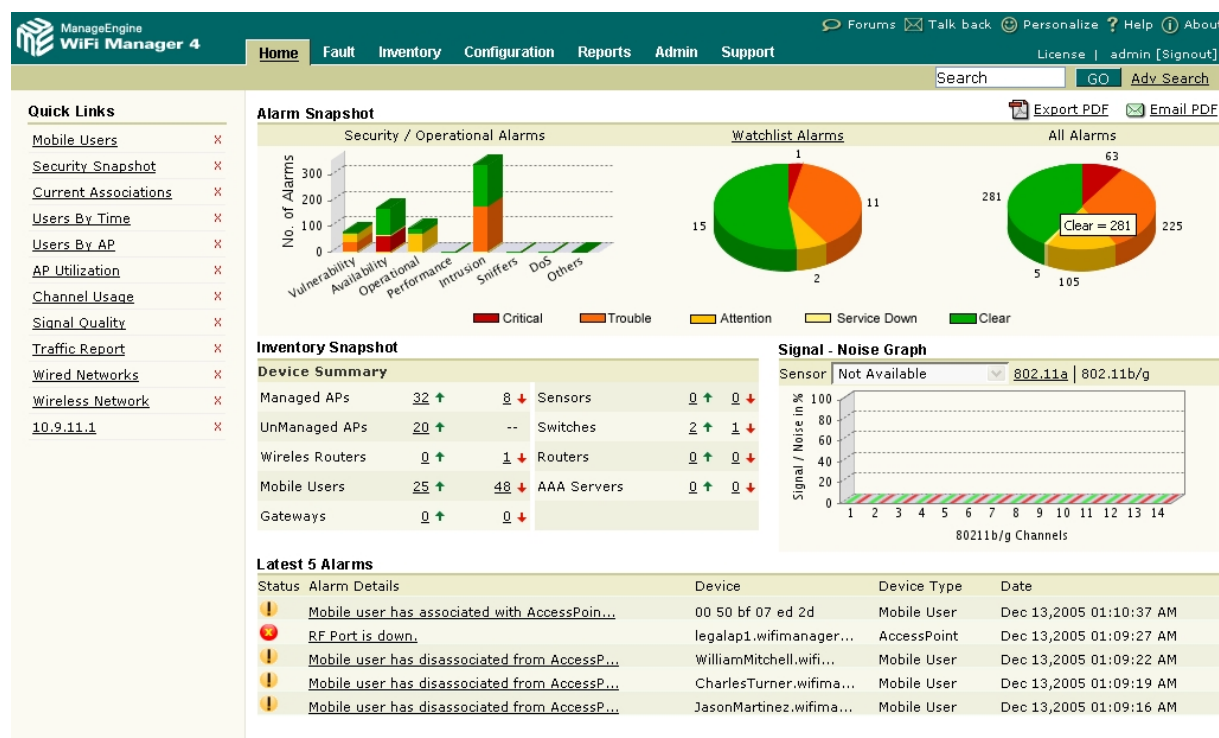 ManageEngine
WiFi Manager 4
Forums Talk back Personalize ? Help About
Home Fault Inventory Configuration Reports Admin Support
License | admin [Signout]
Search GO Adv Search
Quick Links
Mobile Users X
Security Snapshot X
Current Associations X
Users By Time X
Users By AP X
AP Utilization X
Channel Usage X
Signal Quality X
Traffic Report X
Wired Networks X
Wireless Network X
10.9.11.1 X
Alarm Snapshot
Export PDF Email PDF
Security / Operational Alarms
No. of Alarms
300
200
100
0
Vulnerability Availability Operational Performance Intrusion Sniffers DoS Others
Watchlist Alarms
1
11
15
2
All Alarms
63
281
Clear = 281
225
5
105
Critical Trouble Attention Service Down Clear
Inventory Snapshot
Device Summary
Managed APs 32 8 Sensors 0 0
UnManaged APs 20 -- Switches 2 1
Wireles Routers 0 1 Routers 0 0
Mobile Users 25 48 AAA Servers 0 0
Gateways 0 0
Signal - Noise Graph
Sensor Not Available 802.11a | 802.11b/g
Signal / Noise in %
100
80
60
40
20
0
1 2 3 4 5 6 7 8 9 10 11 12 13 14
80211b/g Channels
Latest 5 Alarms
Status Alarm Details Device Device Type Date
Mobile user has associated with AccessPoin... 00 50 bf 07 ed 2d Mobile User Dec 13,2005 01:10:37 AM
RF Port is down. legalap1.wifimanager... AccessPoint Dec 13,2005 01:09:27 AM
Mobile user has disassociated from AccessP... WilliamMitchell.wifi... Mobile User Dec 13,2005 01:09:22 AM
Mobile user has disassociated from AccessP... CharlesTurner.wifima... Mobile User Dec 13,2005 01:09:19 AM
Mobile user has disassociated from AccessP... JasonMartinez.wifima... Mobile User Dec 13,2005 01:09:16 AM